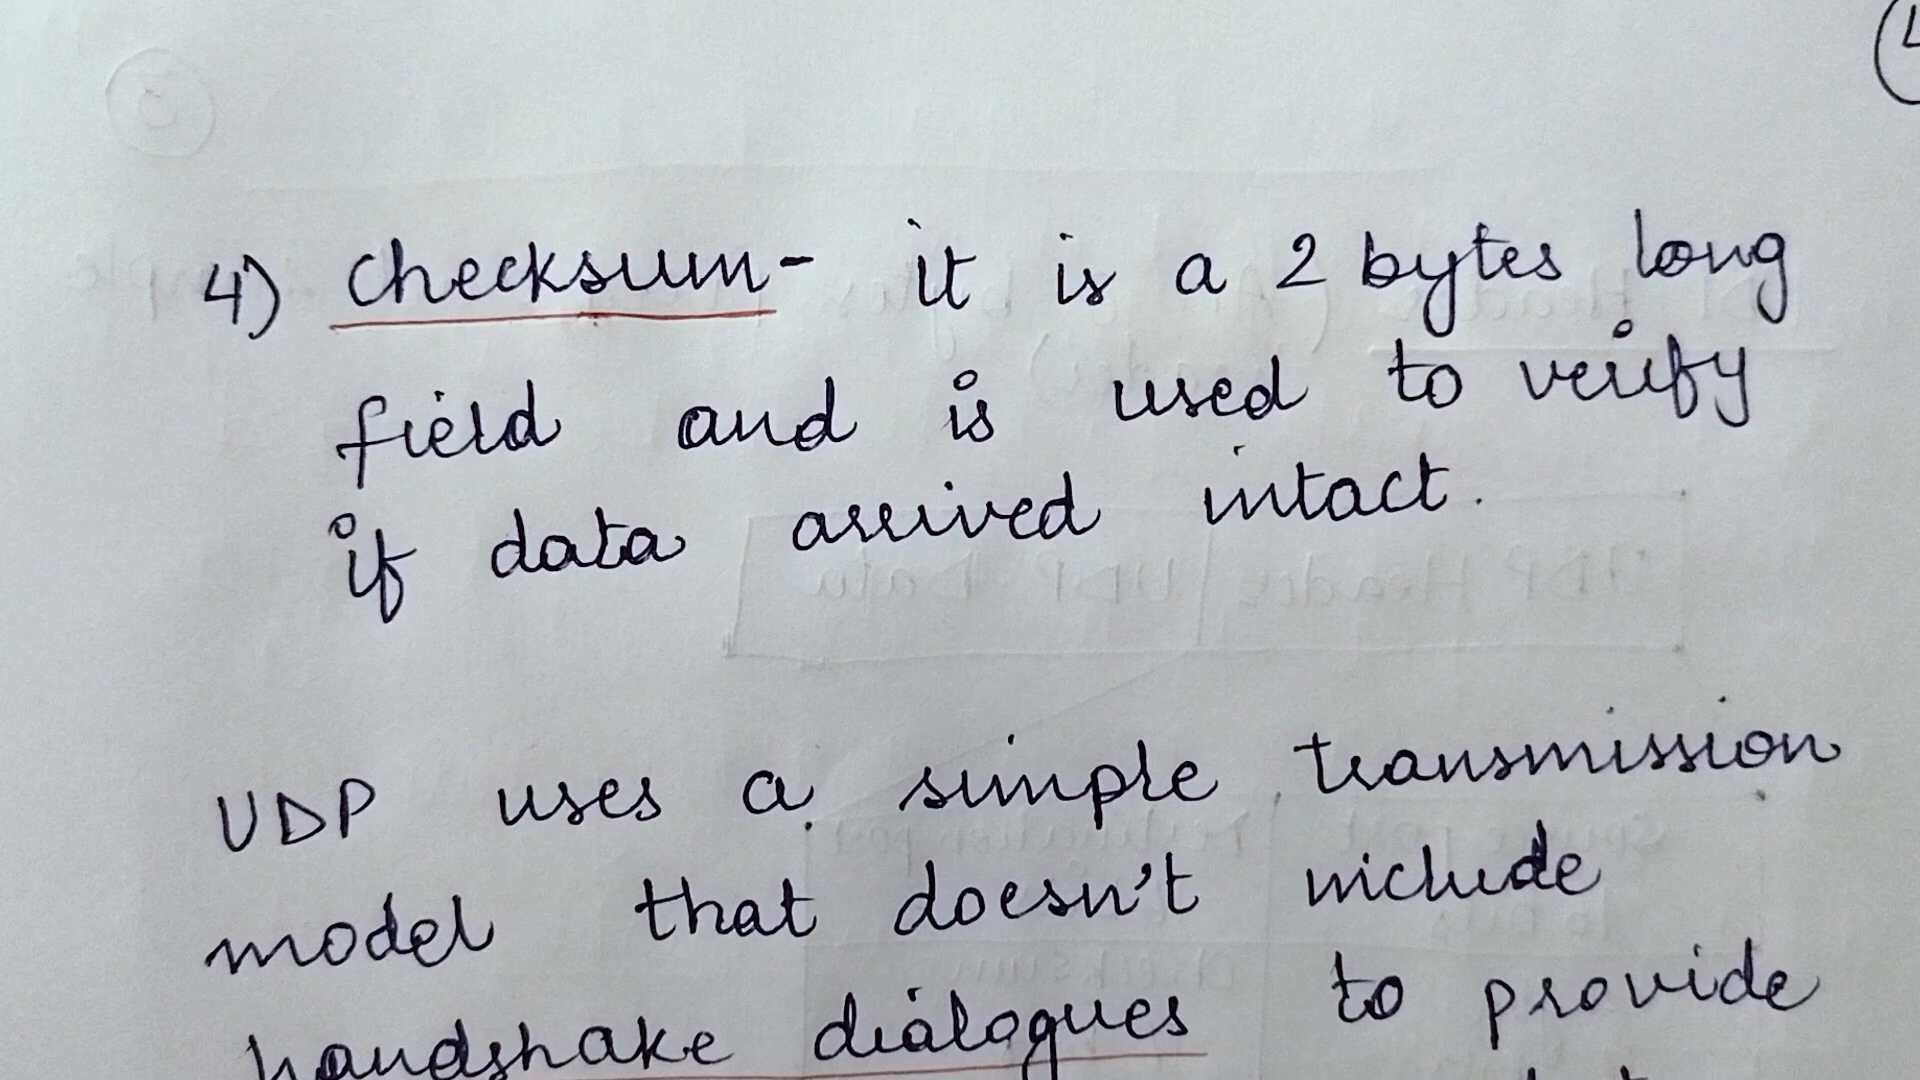 4) Checksum - it is a 2 bytes long
field and is used to verify
if data arrived intact.
UDP uses a simple transmission
model that doesn't include
handshake dialogues to provide